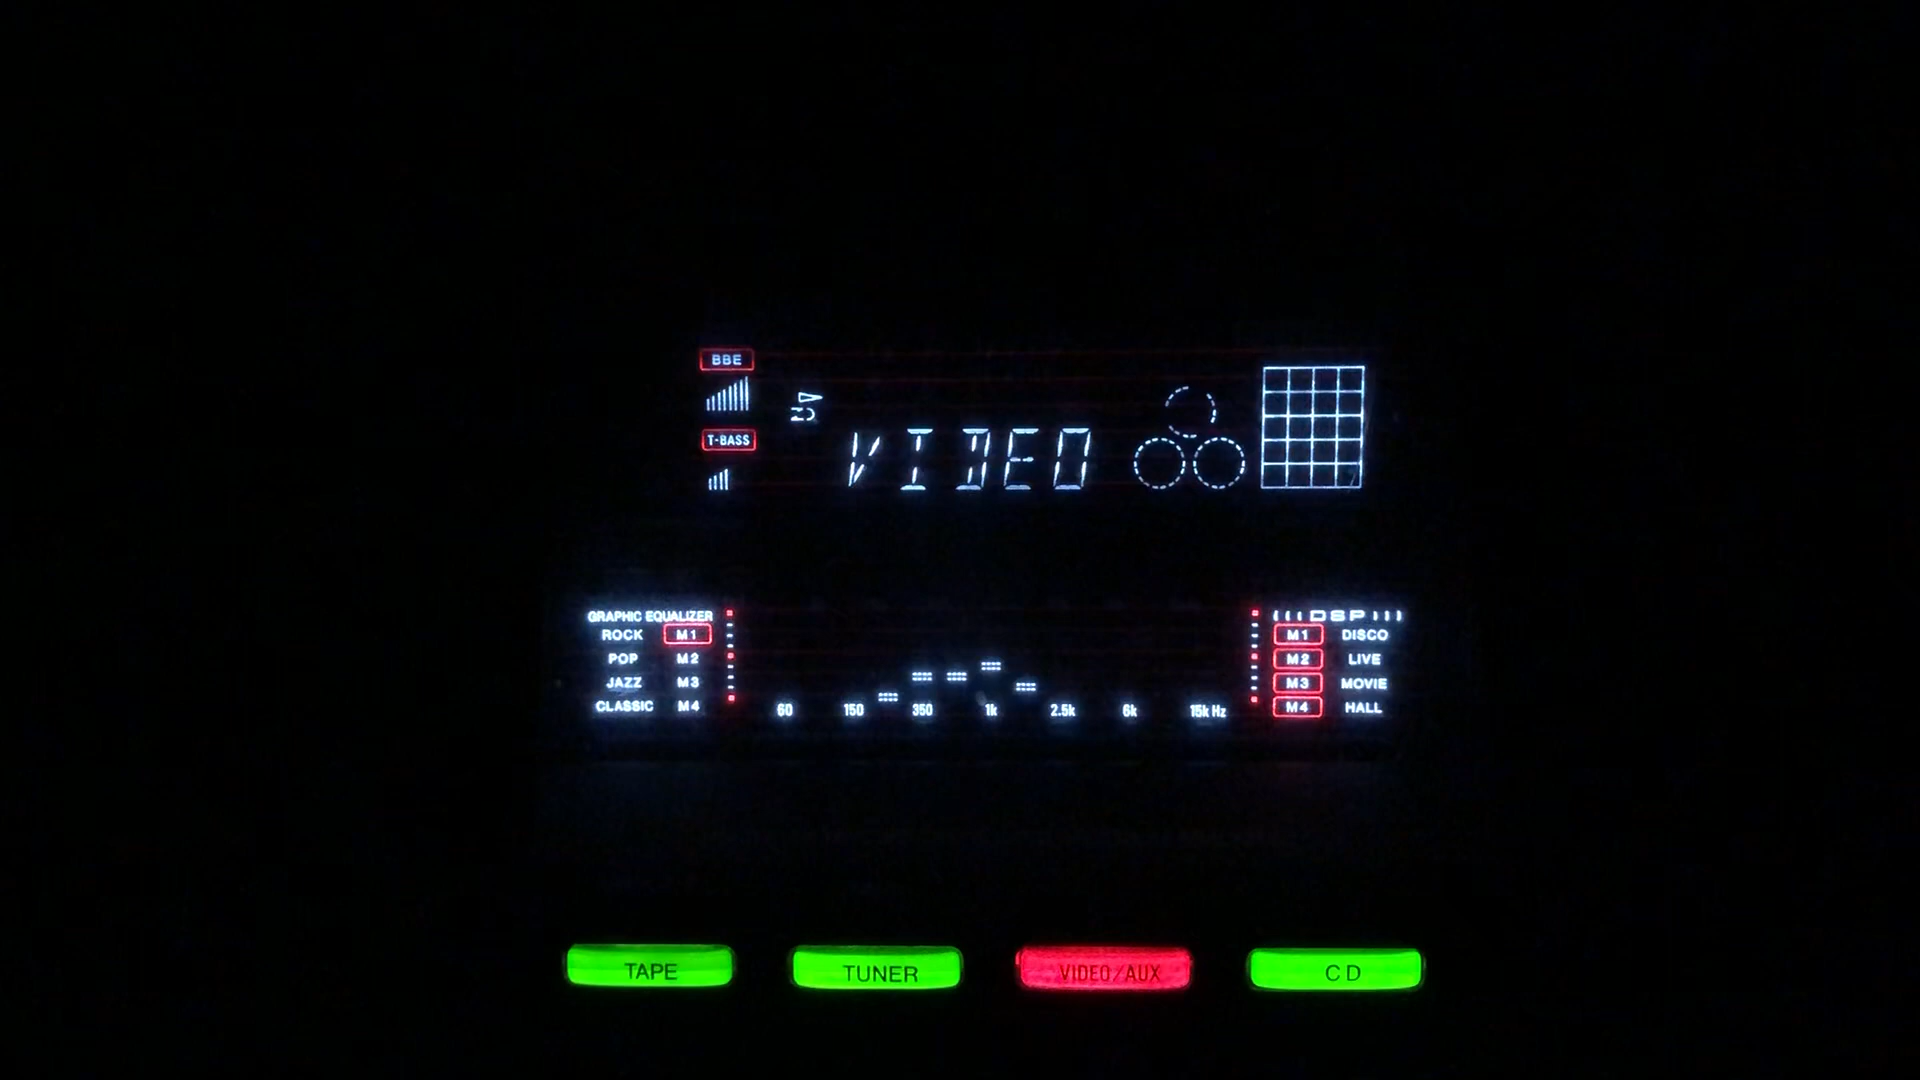 BBE
T-BASS
VIDEO
GRAPHIC EQUALIZER
ROCK M1
POP M2
JAZZ M3
CLASSIC M4
60 150 350 1k 2.5k 6k 15k Hz
DSP
M1 DISCO
M2 LIVE
M3 MOVIE
M4 HALL
TAPE TUNER VIDEO/AUX CD